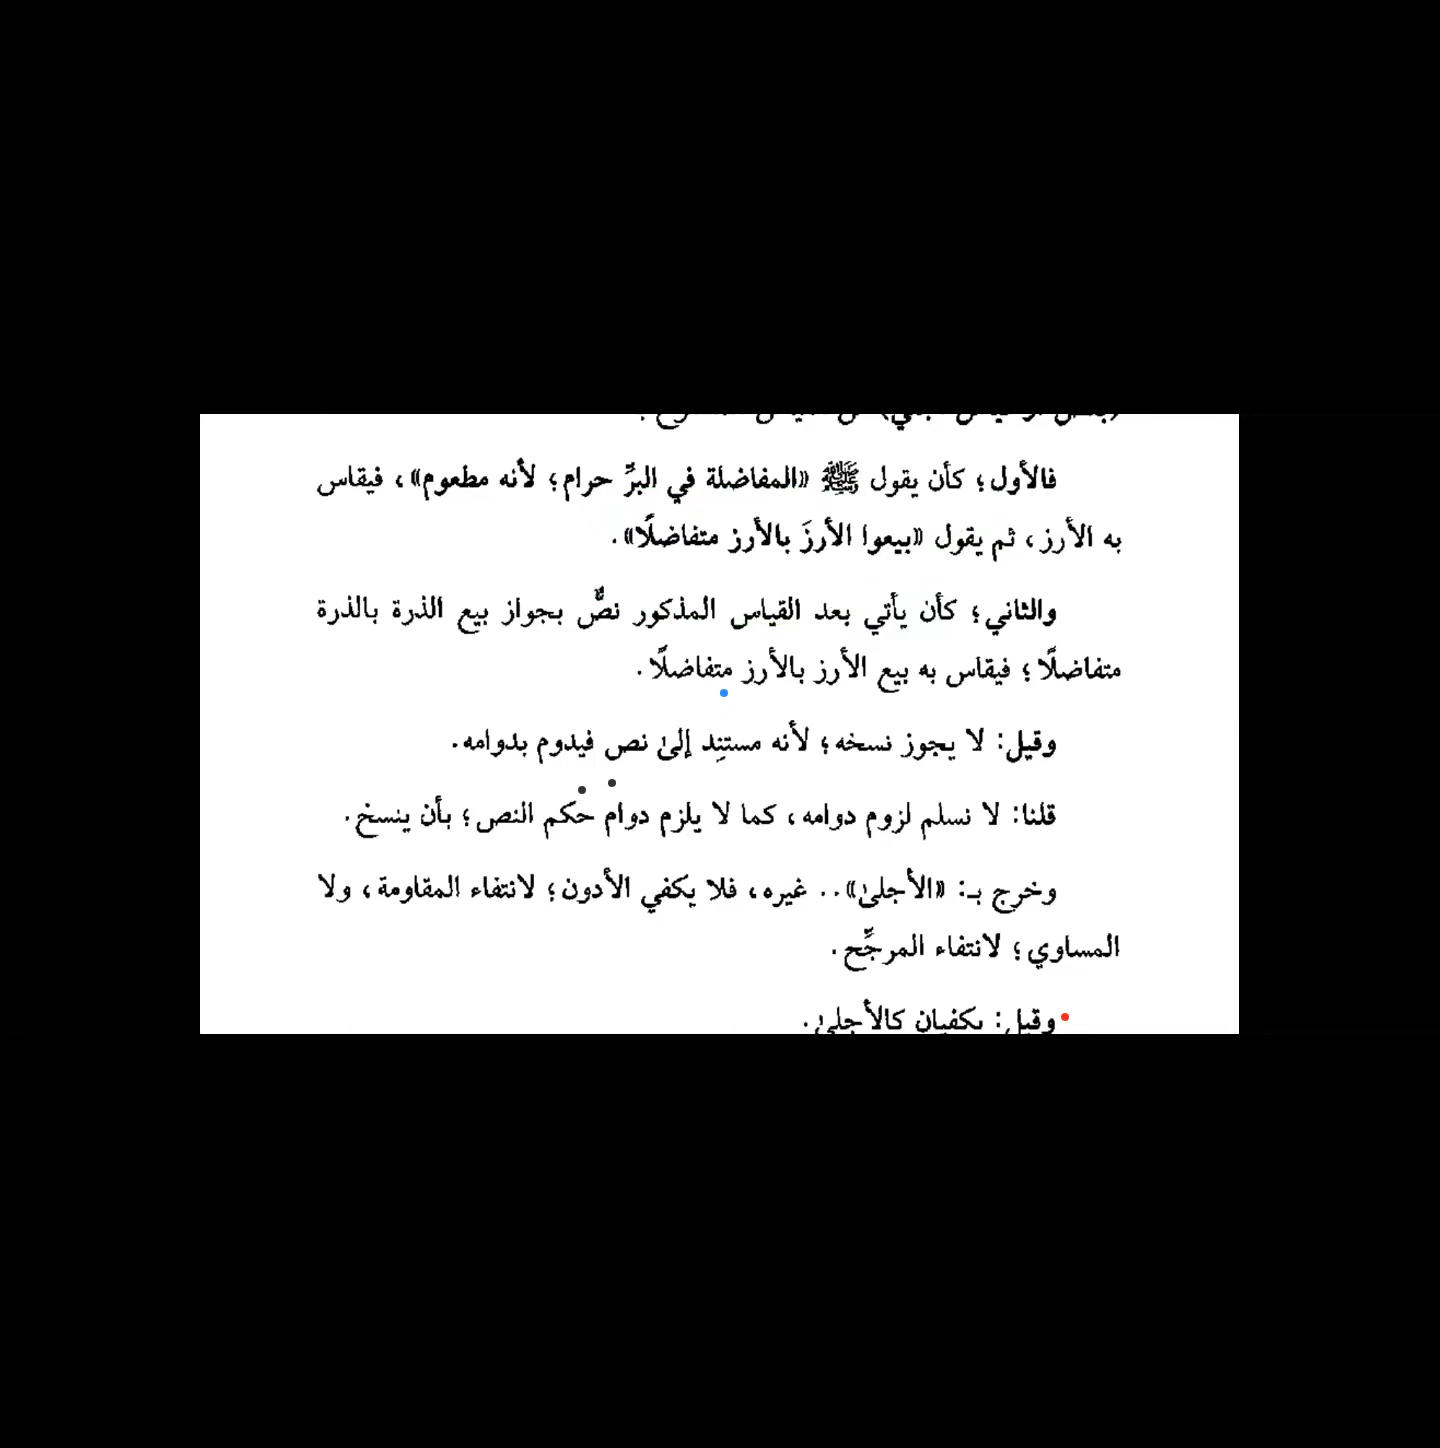 فالأول؛ كأن يقول ﷺ «المفاضلة في البرِّ حرام؛ لأنه مطعوم»، فيقاس
به الأرز، ثم يقول «بيعوا الأرزَ بالأرز متفاضلًا».
والثاني؛ كأن يأتي بعد القياس المذكور نصٌّ بجواز بيع الذرة بالذرة
متفاضلًا؛ فيقاس به بيع الأرز بالأرز متفاضلًا.
وقيل: لا يجوز نسخه؛ لأنه مستنِد إلىٰ نص فيدوم بدوامه.
قلنا: لا نسلم لزوم دوامه، كما لا يلزم دوام حكم النص؛ بأن ينسخ.
وخرج بـ: «الأجلىٰ».. غيره، فلا يكفي الأدون؛ لانتفاء المقاومة، ولا
المساوي؛ لانتفاء المرجِّح.
وقيل: يكفيان كالأجلىٰ.